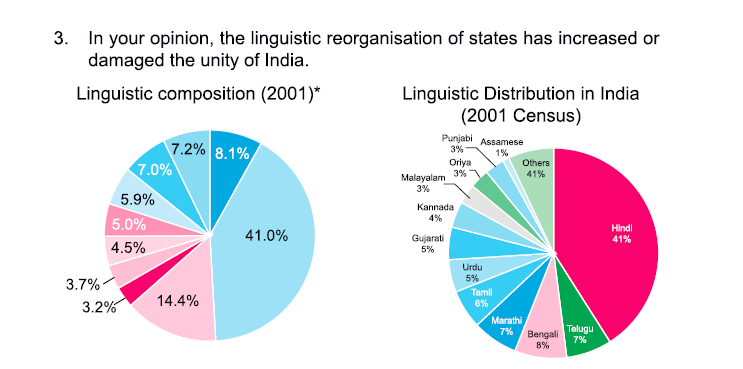 3. In your opinion, the linguistic reorganisation of states has increased or
damaged the unity of India.
Linguistic composition (2001)*
7.2%
8.1%
7.0%
5.9%
5.0%
4.5%
41.0%
3.7%
3.2%
14.4%
Linguistic Distribution in India
(2001 Census)
Punjabi
3%
Assamese
1%
Oriya
3%
Others
41%
Malayalam
3%
Kannada
4%
Hindi
41%
Gujarati
5%
Urdu
5%
Tamil
6%
Marathi
7%
Bengali
8%
Telugu
7%